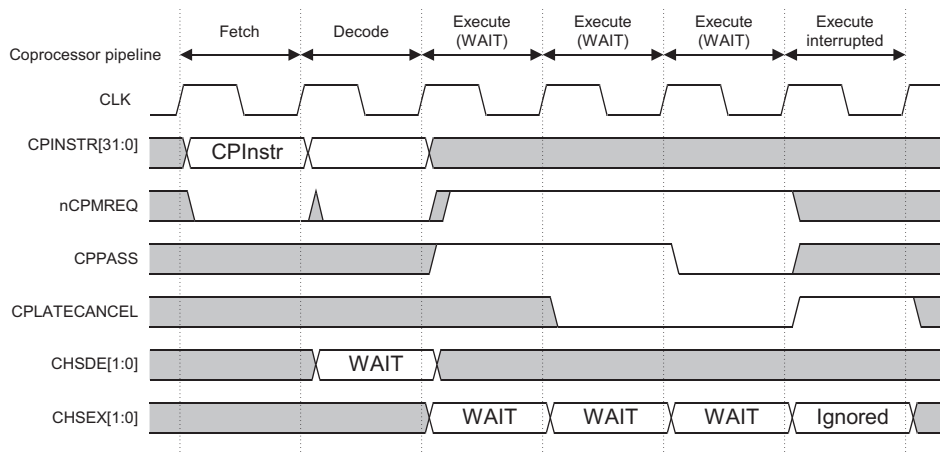 Fetch
Decode
Execute
(WAIT)
Execute
(WAIT)
Execute
(WAIT)
Execute
interrupted
Coprocessor pipeline
CLK
CPINSTR[31:0]
CPInstr
nCPMREQ
CPPASS
CPLATECANCEL
CHSDE[1:0]
WAIT
CHSEX[1:0]
WAIT
WAIT
WAIT
Ignored